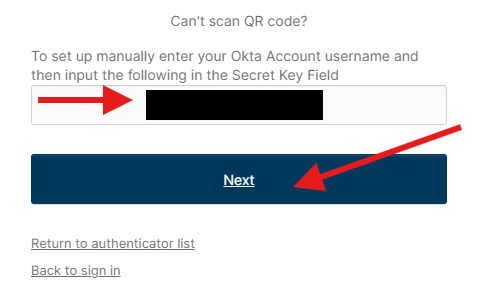 Can't scan QR code?
To set up manually enter your Okta Account username and
then input the following in the Secret Key Field
Next
Return to authenticator list
Back to sign in